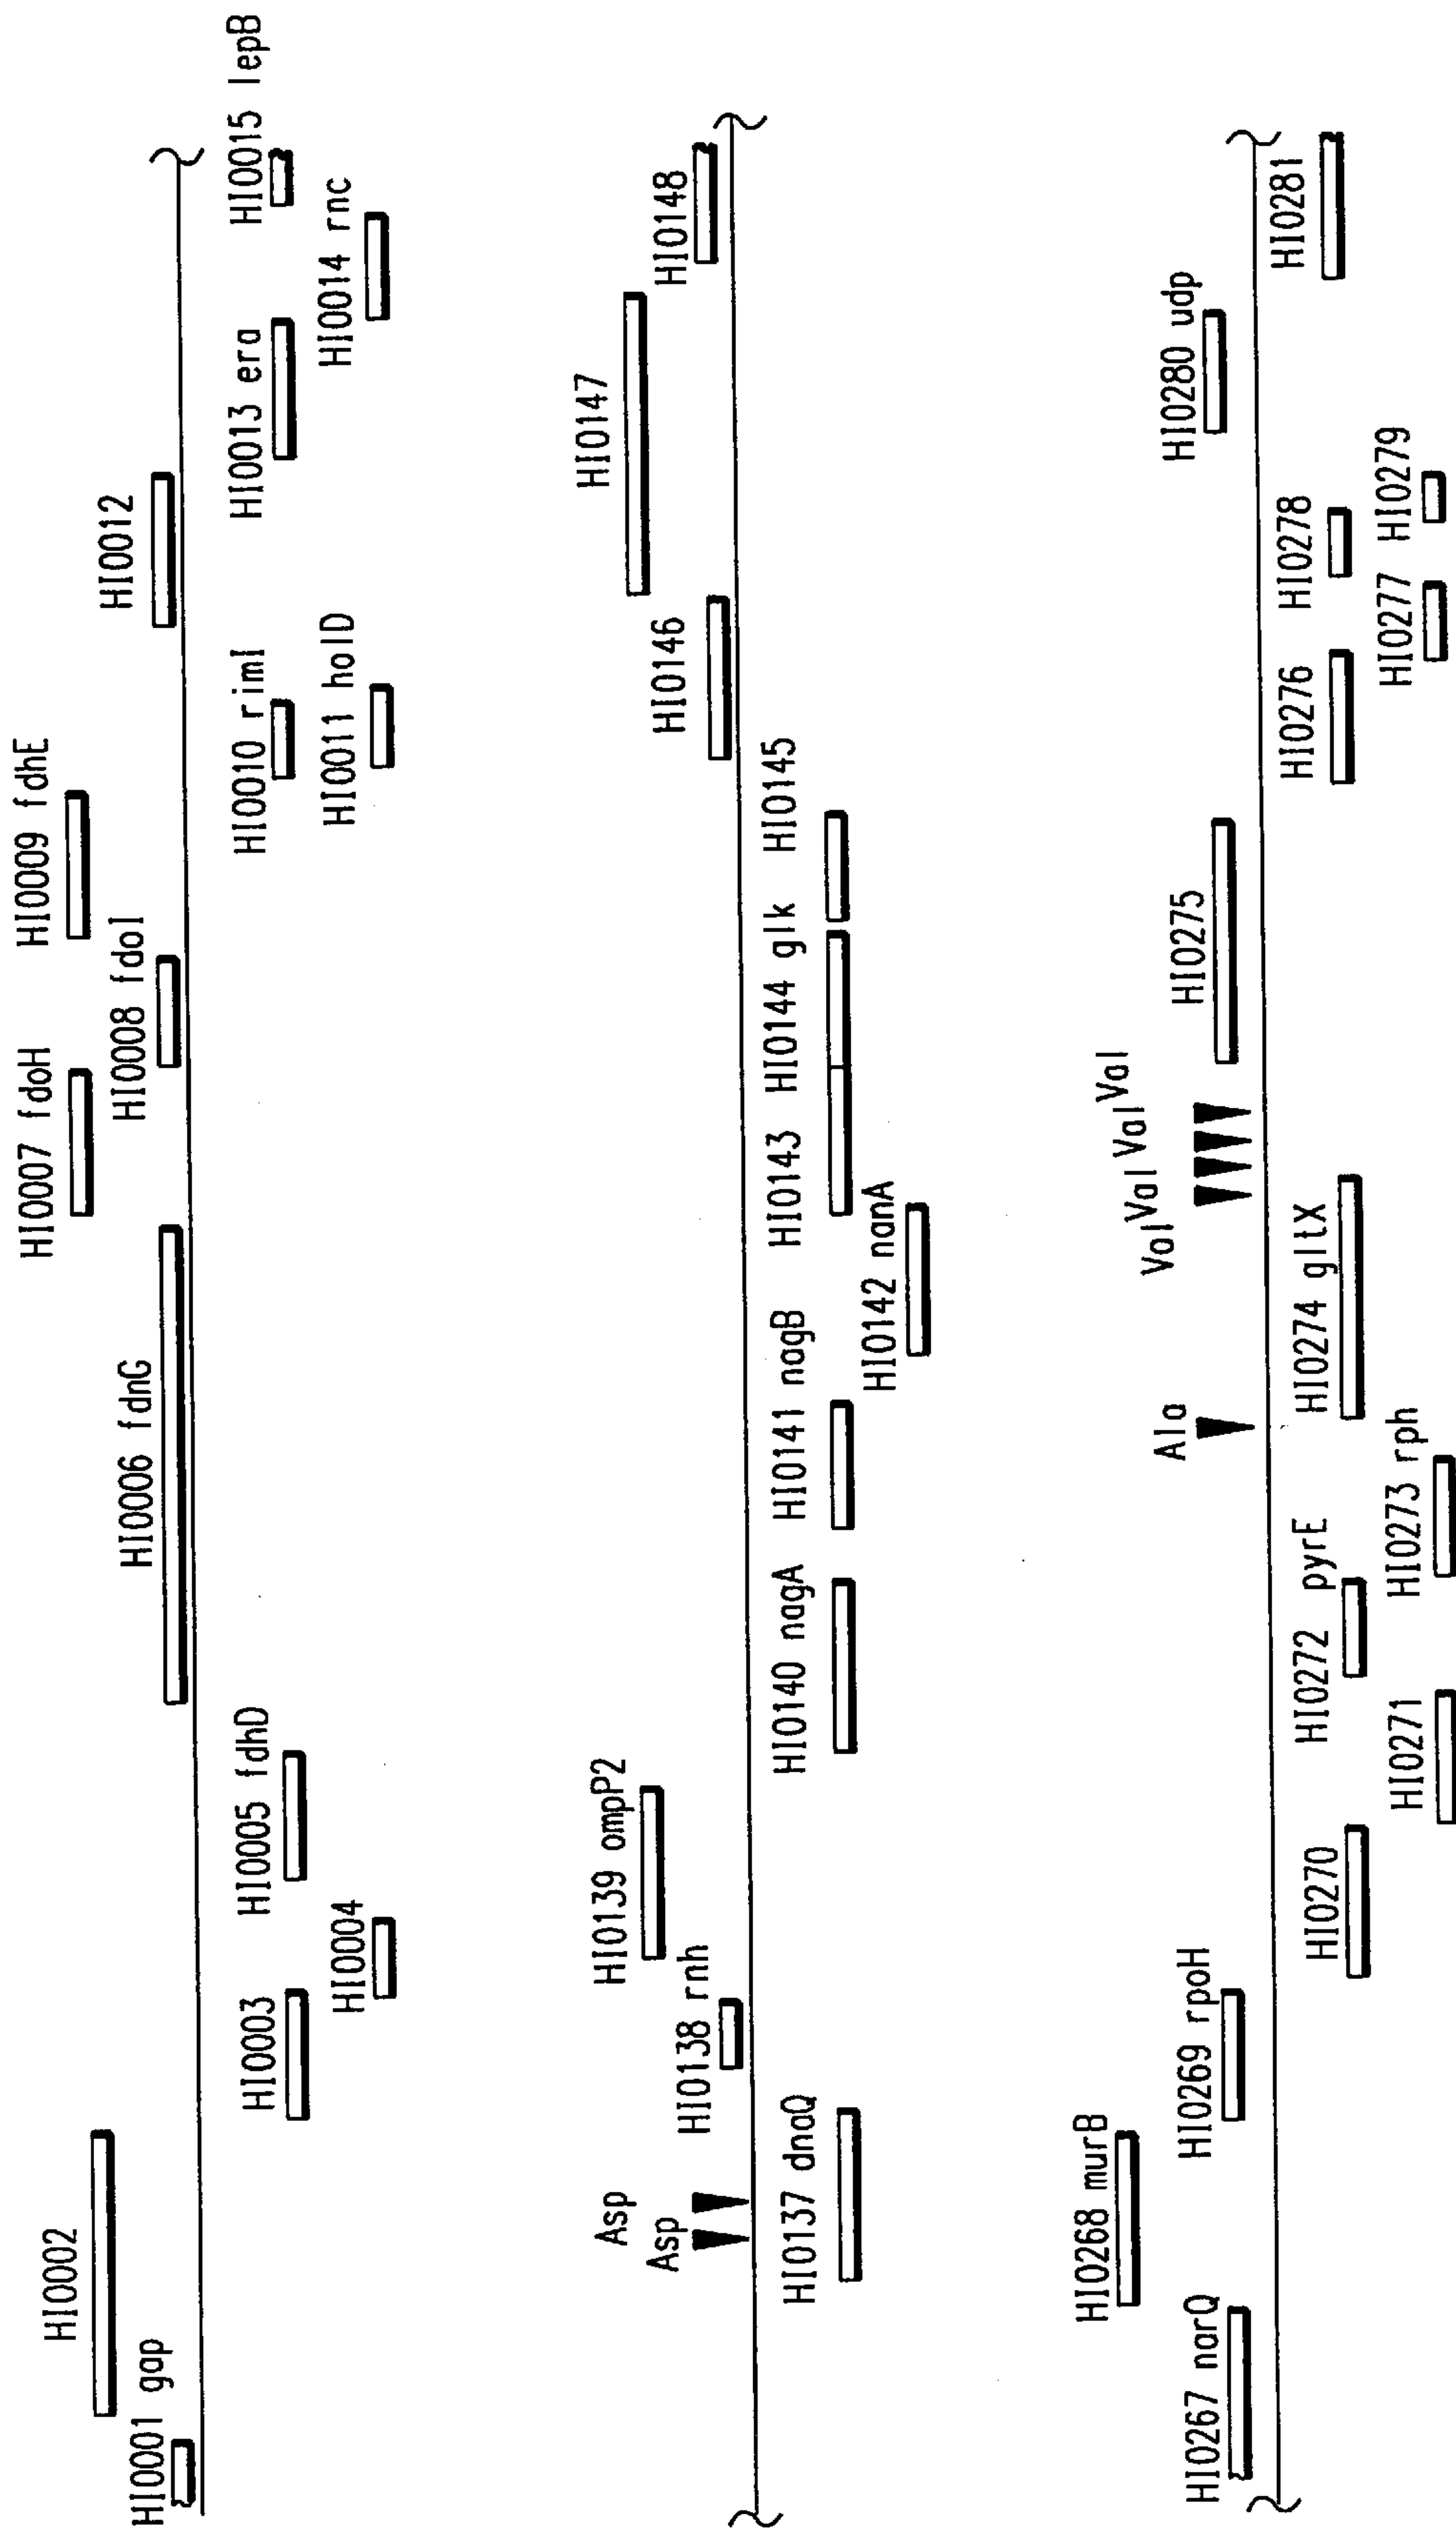 HI0001 gap
HI0002
HI0003
HI0004
HI0005 fdhD
HI0006 fdnG
HI0007 fdoH
HI0008 fdoI
HI0009 fdhE
HI0010 rimI
HI0011 holD
HI0012
HI0013 era
HI0014 rnc
HI0015 lepB
Asp
Asp
HI0137 dnaQ
HI0138 rnh
HI0139 ompP2
HI0140 nagA
HI0141 nagB
HI0142 nanA
HI0143
HI0144 glk
HI0145
HI0146
HI0147
HI0148
HI0267 narQ
HI0268 murB
HI0269 rpoH
HI0270
HI0271
HI0272 pyrE
HI0273 rph
Ala
HI0274 gltX
Val
Val
Val
Val
HI0275
HI0276
HI0277
HI0278
HI0279
HI0280 udp
HI0281